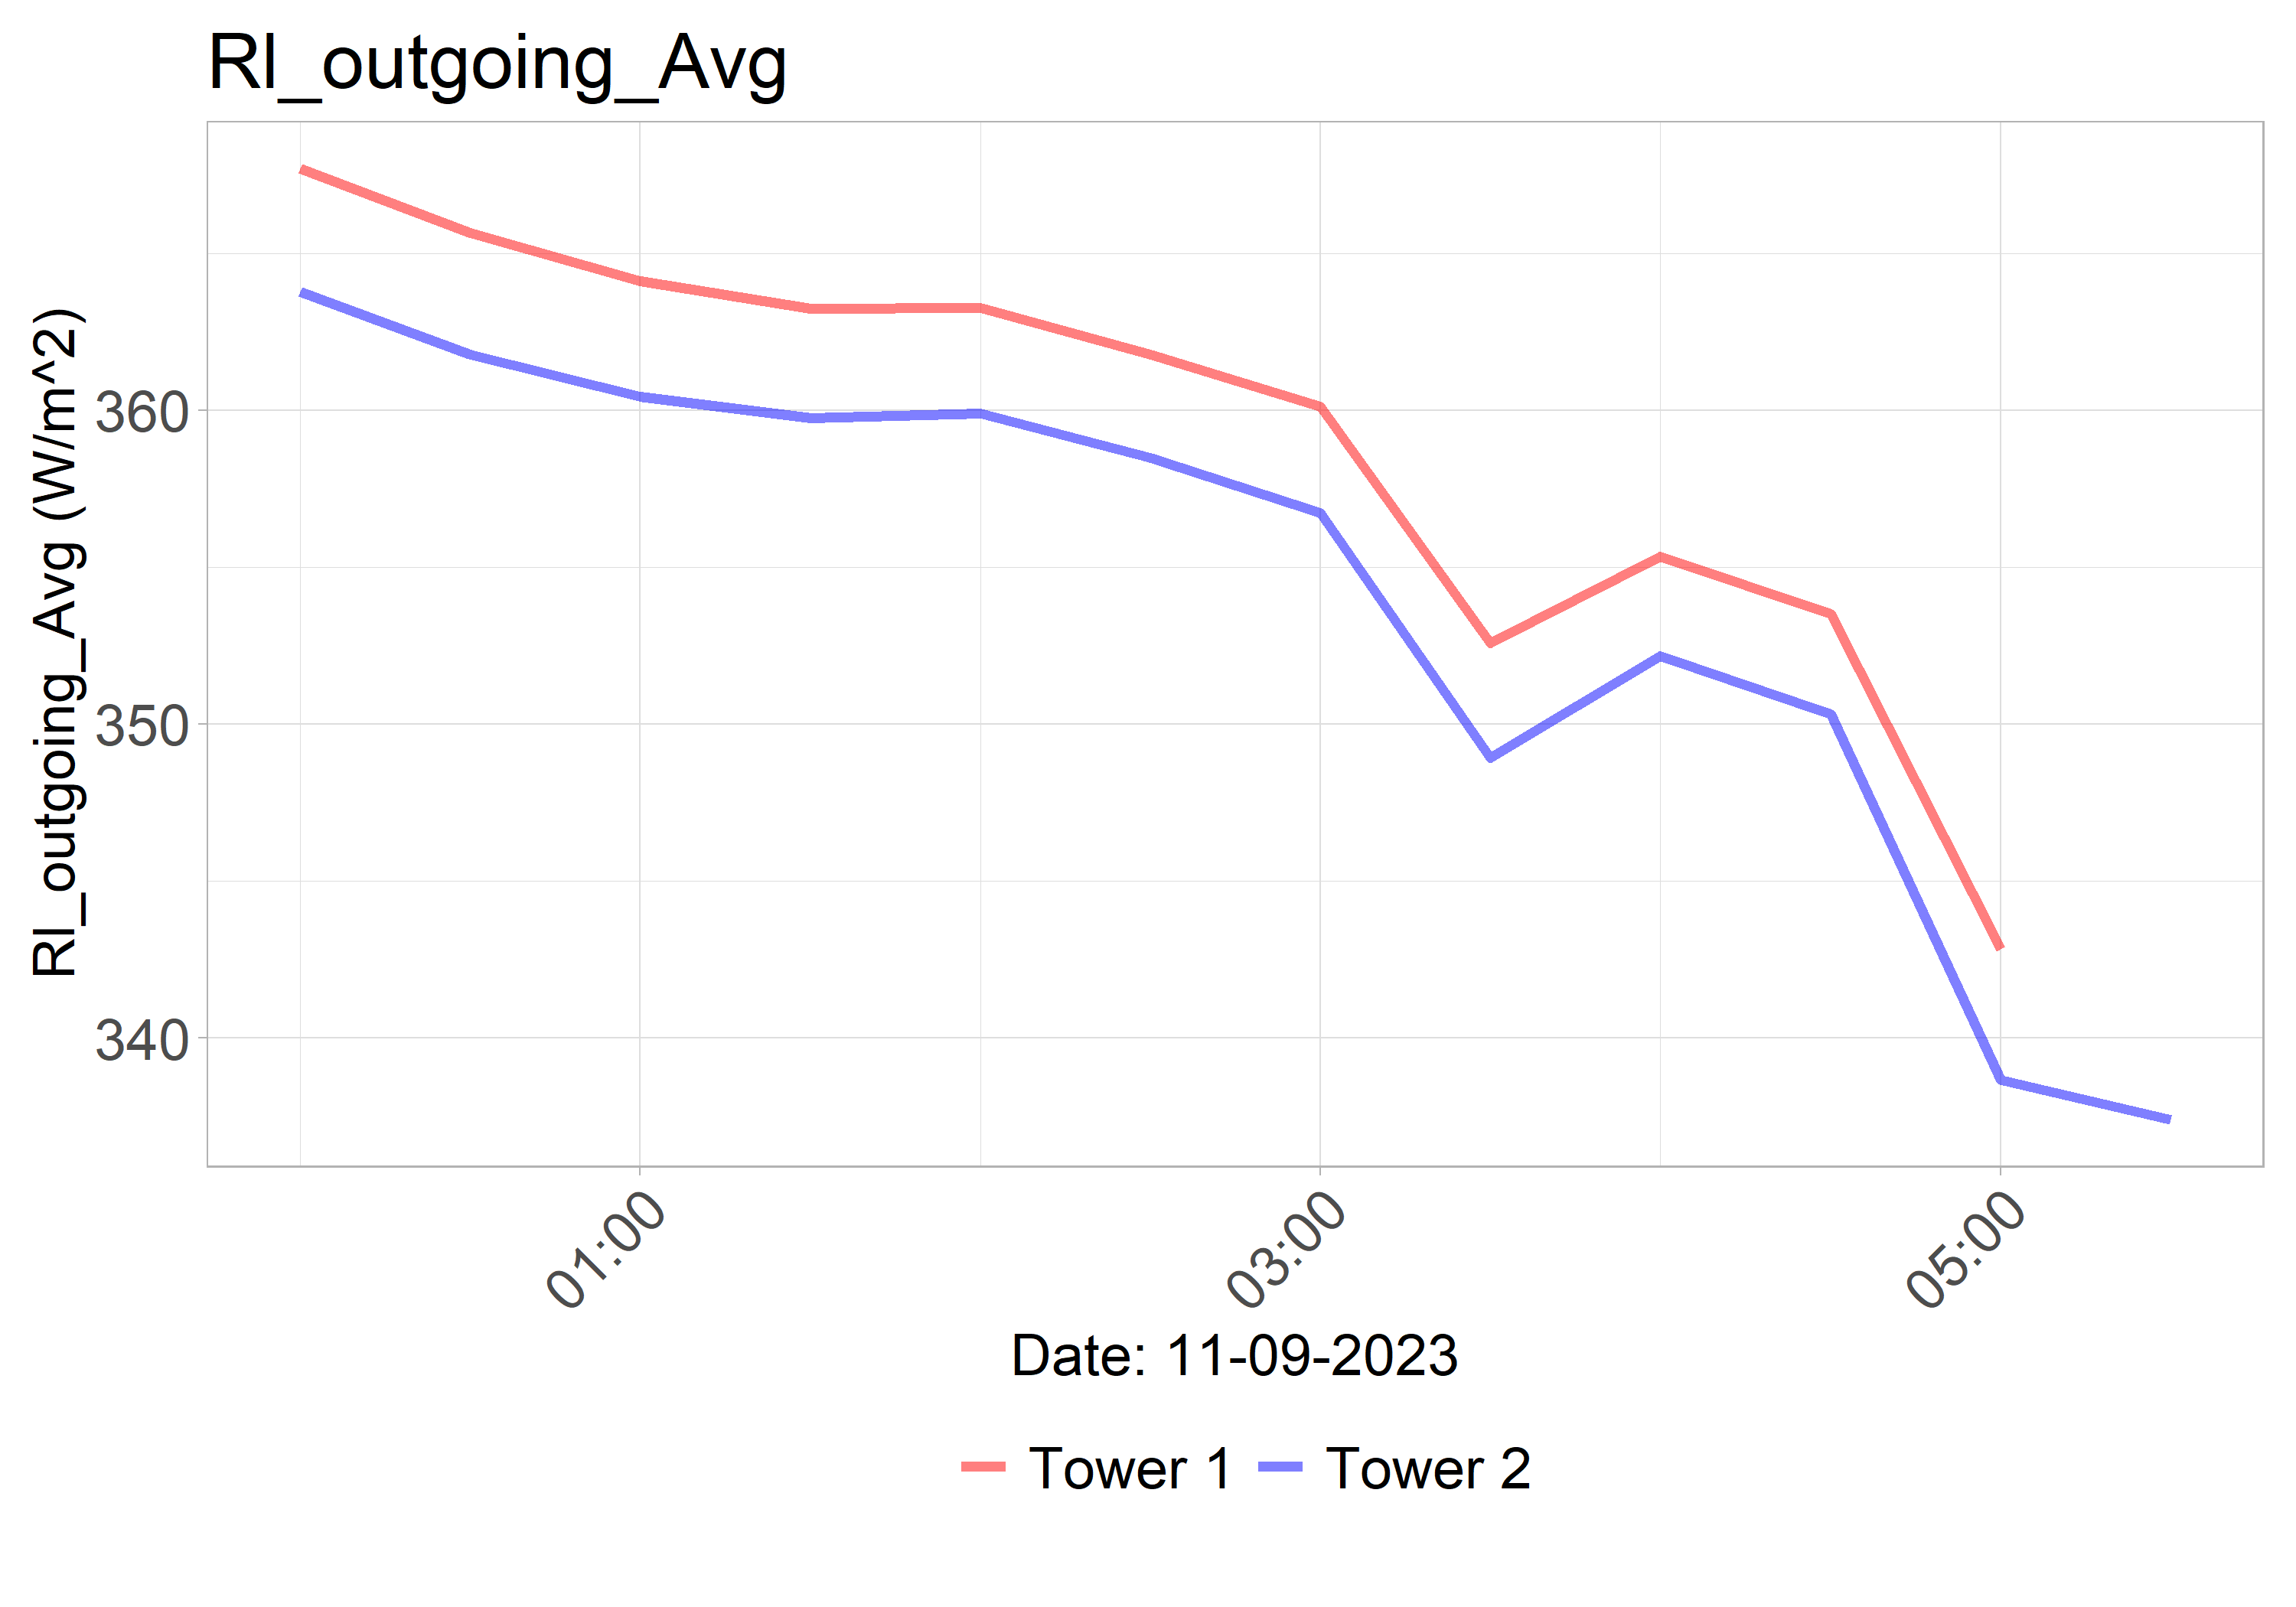 Rl_outgoing_Avg
Rl_outgoing_Avg (W/m^2)
360
350
340
01:00
03:00
05:00
Date: 11-09-2023
Tower 1
Tower 2